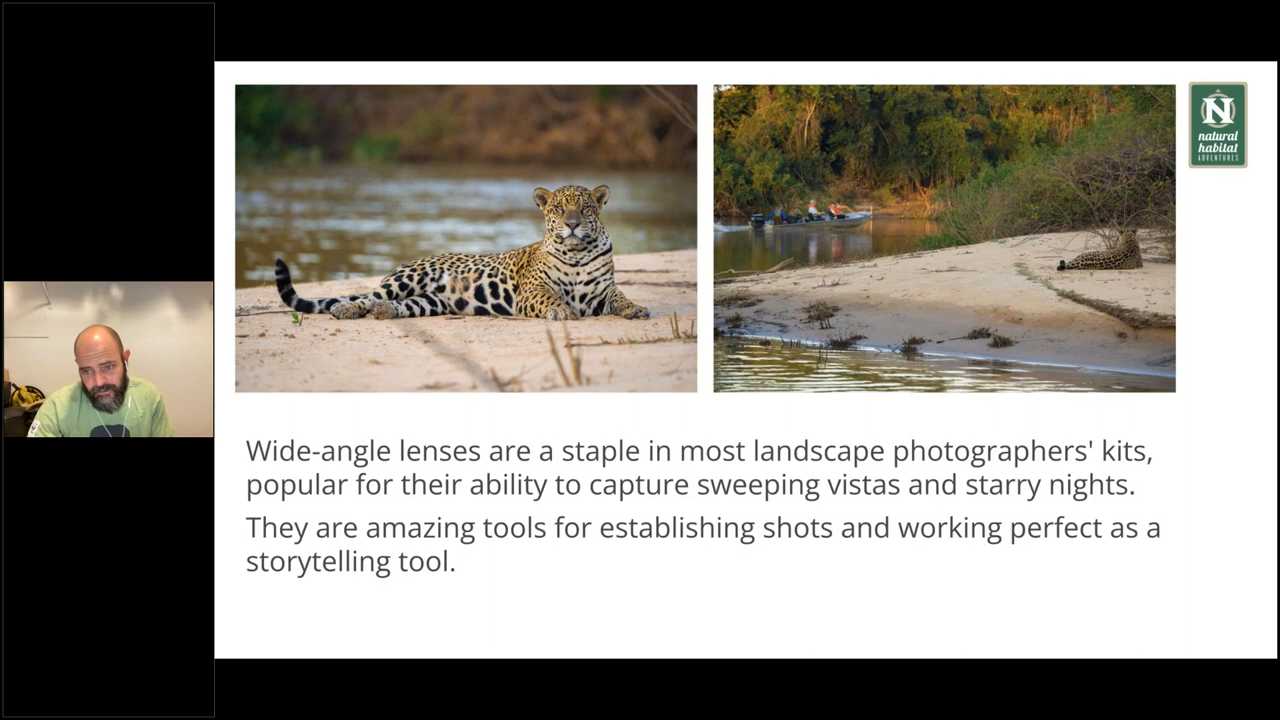 N
natural
habitat
ADVENTURES
Wide-angle lenses are a staple in most landscape photographers' kits,
popular for their ability to capture sweeping vistas and starry nights.
They are amazing tools for establishing shots and working perfect as a
storytelling tool.